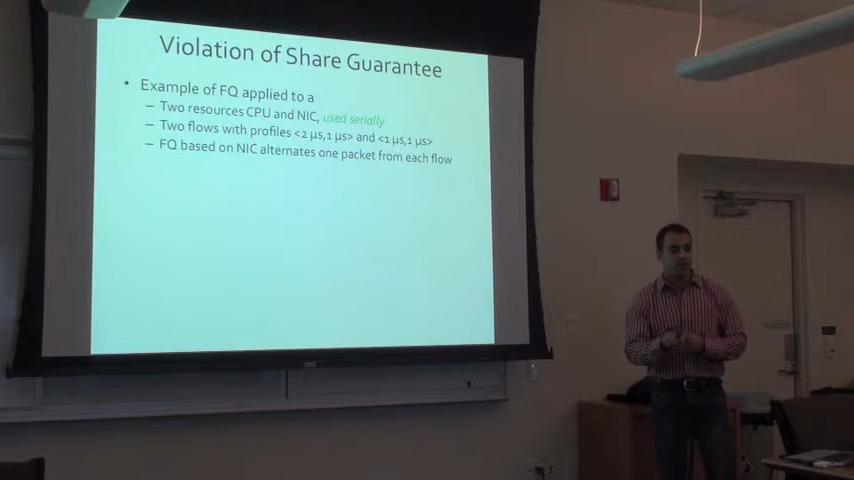 Violation of Share Guarantee
• Example of FQ applied to a
– Two resources CPU and NIC, used serially
– Two flows with profiles <2 µs,1 µs> and <1 µs,1 µs>
– FQ based on NIC alternates one packet from each flow